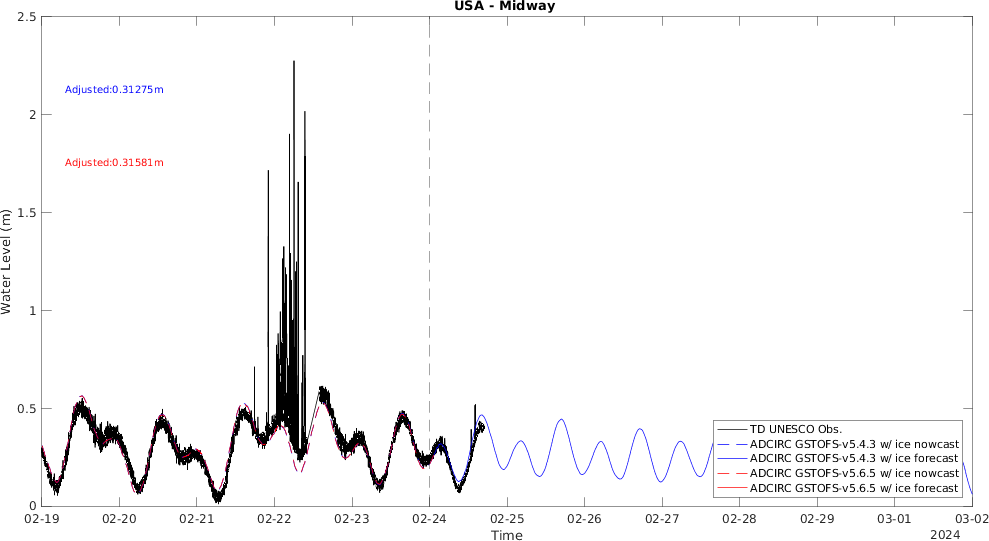 USA - Midway
2.5
2
1.5
1
0.5
0
Water Level (m)
Adjusted:0.31275m
Adjusted:0.31581m
TD UNESCO Obs.
ADCIRC GSTOFS-v5.4.3 w/ ice nowcast
ADCIRC GSTOFS-v5.4.3 w/ ice forecast
ADCIRC GSTOFS-v5.6.5 w/ ice nowcast
ADCIRC GSTOFS-v5.6.5 w/ ice forecast
02-19 02-20 02-21 02-22 02-23 02-24 02-25 02-26 02-27 02-28 02-29 03-01 03-02
Time
2024